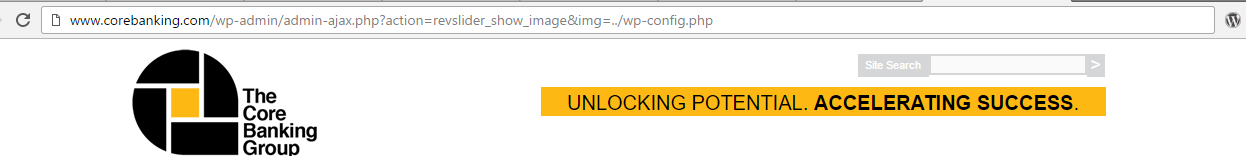 www.corebanking.com/wp-admin/admin-ajax.php?action=revslider_show_image&img=../wp-config.php
Site Search >
UNLOCKING POTENTIAL. ACCELERATING SUCCESS.
The
Core
Banking
Group